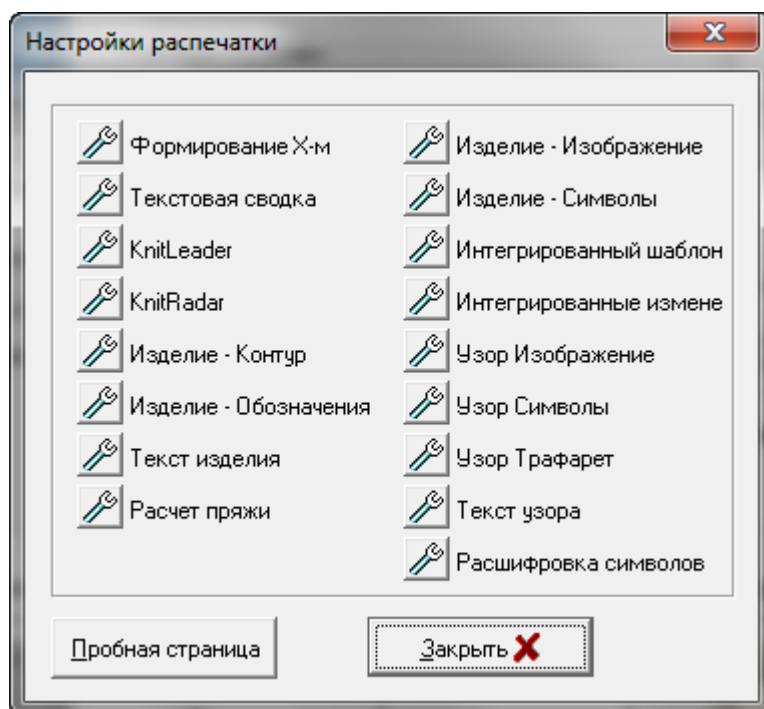 Настройки распечатки
Формирование Х-м
Текстовая сводка
KnitLeader
KnitRadar
Изделие - Контур
Изделие - Обозначения
Текст изделия
Расчет пряжи
Изделие - Изображение
Изделие - Символы
Интегрированный шаблон
Интегрированные измене
Узор Изображение
Узор Символы
Узор Трафарет
Текст узора
Расшифровка символов
Пробная страница
Закрыть